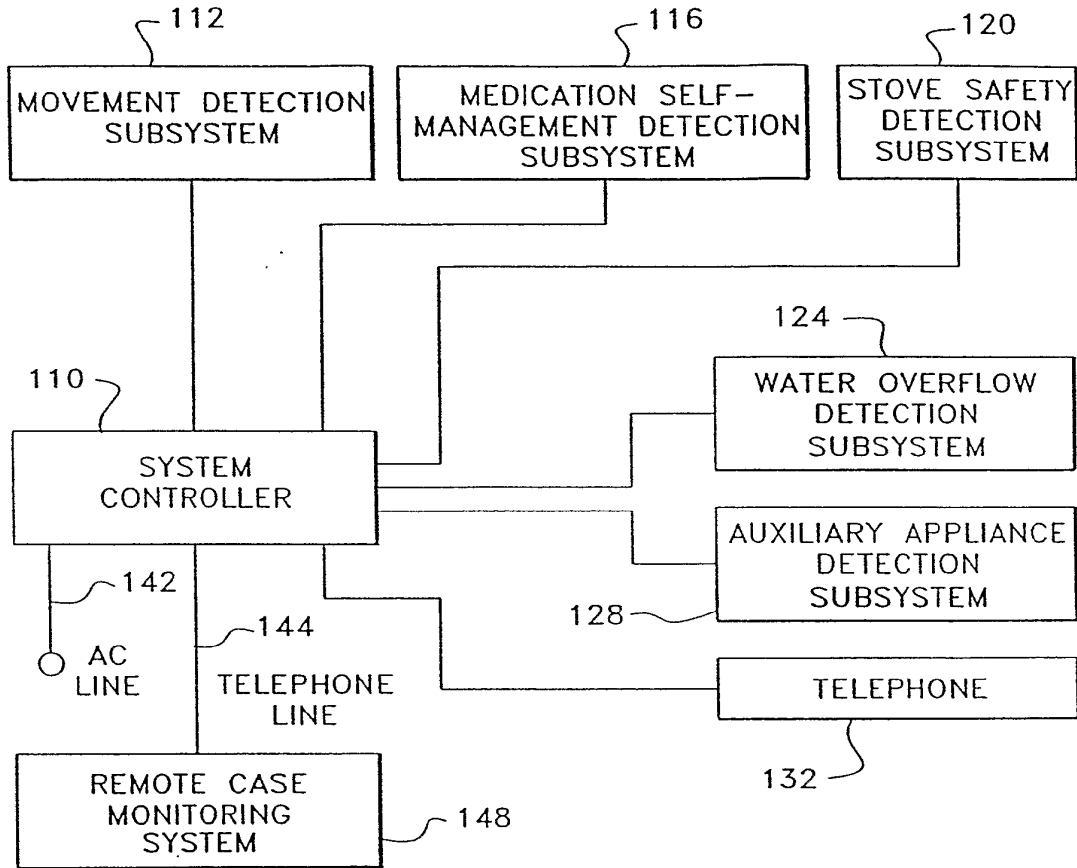 112
116
120
MOVEMENT DETECTION
SUBSYSTEM
MEDICATION SELF-
MANAGEMENT DETECTION
SUBSYSTEM
STOVE SAFETY
DETECTION
SUBSYSTEM
124
110
WATER OVERFLOW
DETECTION
SUBSYSTEM
SYSTEM
CONTROLLER
AUXILIARY APPLIANCE
DETECTION
SUBSYSTEM
142
128
144
AC
LINE
TELEPHONE
LINE
TELEPHONE
132
REMOTE CASE
MONITORING
SYSTEM
148